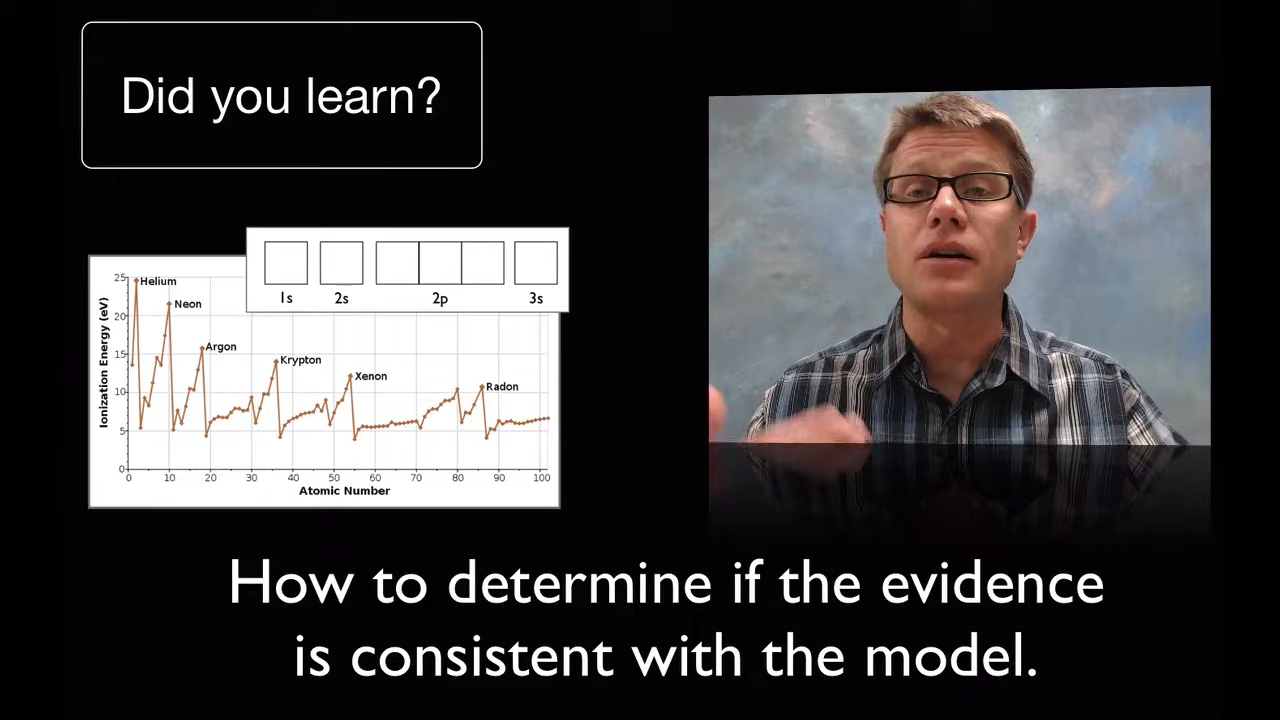 Did you learn?
1s 2s 2p 3s
25
20
15
10
5
0
Ionization Energy (eV)
Helium
Neon
Argon
Krypton
Xenon
Radon
0 10 20 30 40 50 60 70 80 90 100
Atomic Number
How to determine if the evidence
is consistent with the model.